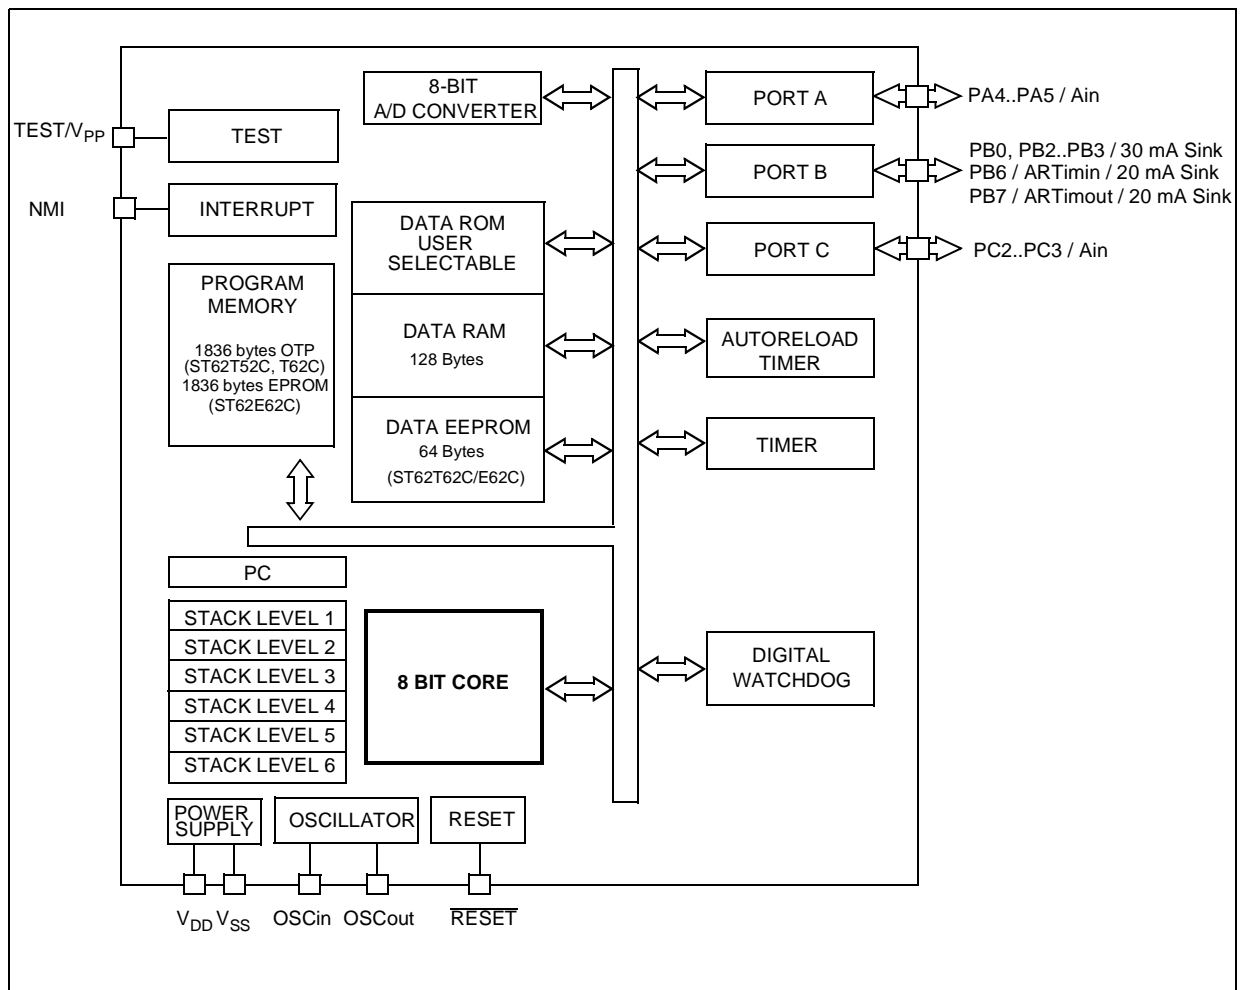 8-BIT
A/D CONVERTER
PORT A
PA4..PA5 / Ain
TEST/VPP
TEST
PORT B
PB0, PB2..PB3 / 30 mA Sink
PB6 / ARTimin / 20 mA Sink
PB7 / ARTimout / 20 mA Sink
NMI
INTERRUPT
DATA ROM
USER
SELECTABLE
PORT C
PC2..PC3 / Ain
PROGRAM
MEMORY
1836 bytes OTP
(ST62T52C, T62C)
1836 bytes EPROM
(ST62E62C)
DATA RAM
128 Bytes
AUTORELOAD
TIMER
DATA EEPROM
64 Bytes
(ST62T62C/E62C)
TIMER
PC
STACK LEVEL 1
STACK LEVEL 2
STACK LEVEL 3
STACK LEVEL 4
STACK LEVEL 5
STACK LEVEL 6
8 BIT CORE
DIGITAL
WATCHDOG
POWER
SUPPLY
OSCILLATOR
RESET
VDD VSS
OSCin OSCout
RESET